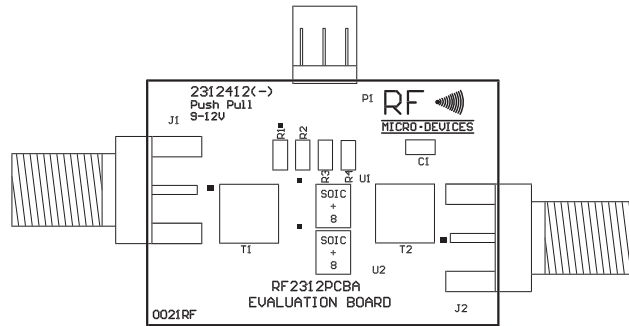 2312412(-)
Push Pull
9-12V
P1
RF
MICRO·DEVICES
J1
R1
R2
R3
R4
C1
U1
SOIC
+
8
SOIC
+
8
T1
T2
U2
RF2312PCBA
EVALUATION BOARD
0021RF
J2